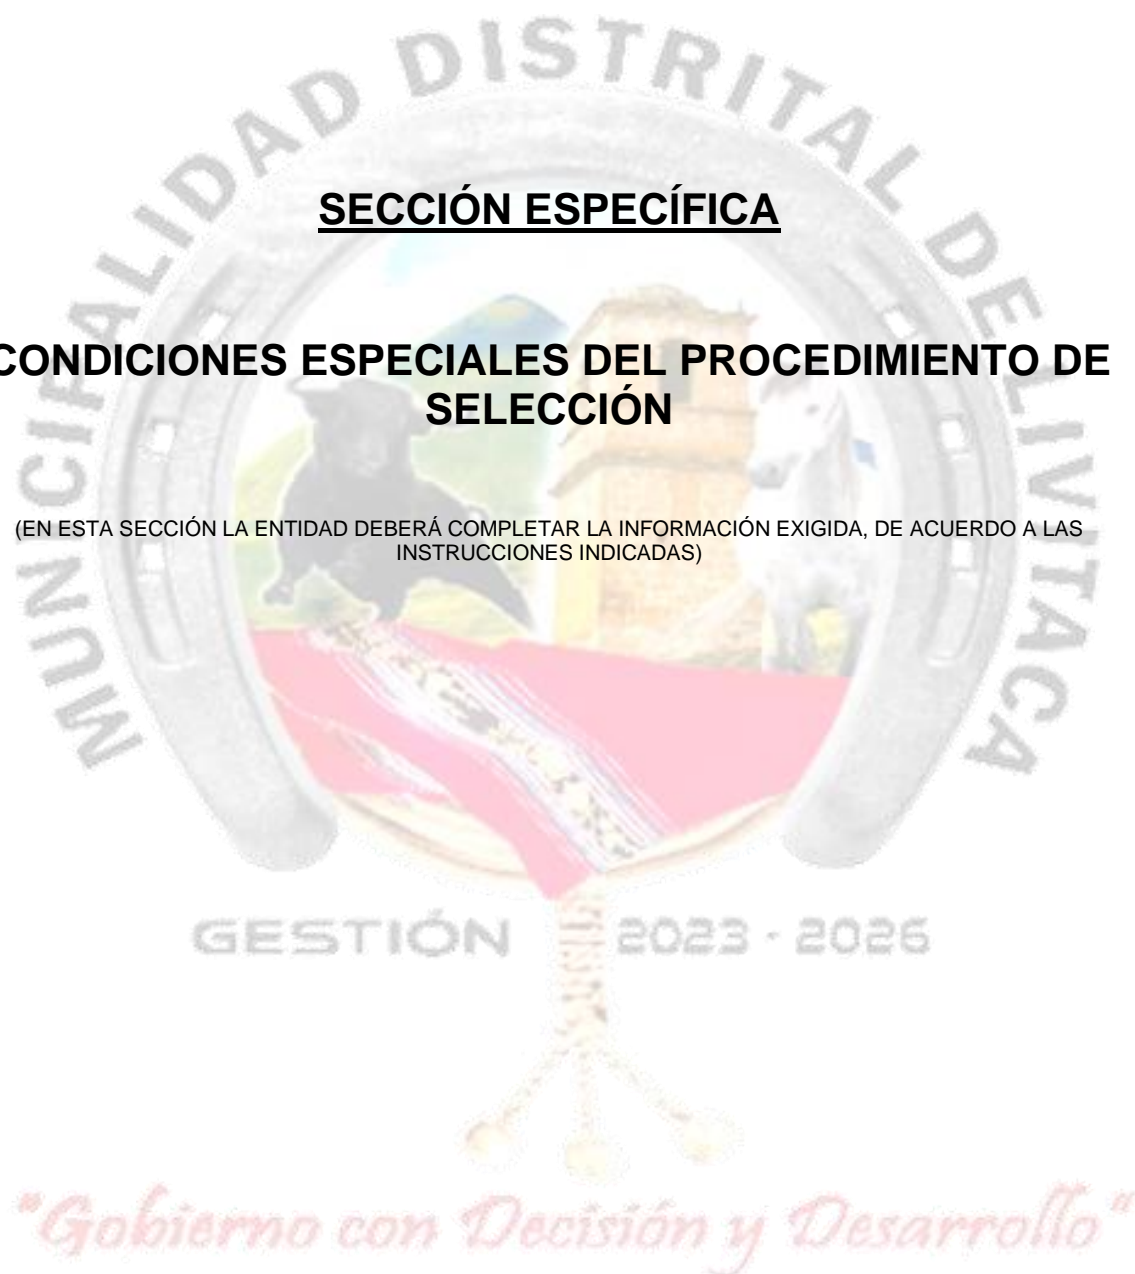 MUNICIPALIDAD DISTRITAL DE LIVITACA
SECCIÓN ESPECÍFICA
CONDICIONES ESPECIALES DEL PROCEDIMIENTO DE
SELECCIÓN
(EN ESTA SECCIÓN LA ENTIDAD DEBERÁ COMPLETAR LA INFORMACIÓN EXIGIDA, DE ACUERDO A LAS
INSTRUCCIONES INDICADAS)
GESTIÓN 2023 - 2026
"Gobierno con Decisión y Desarrollo"